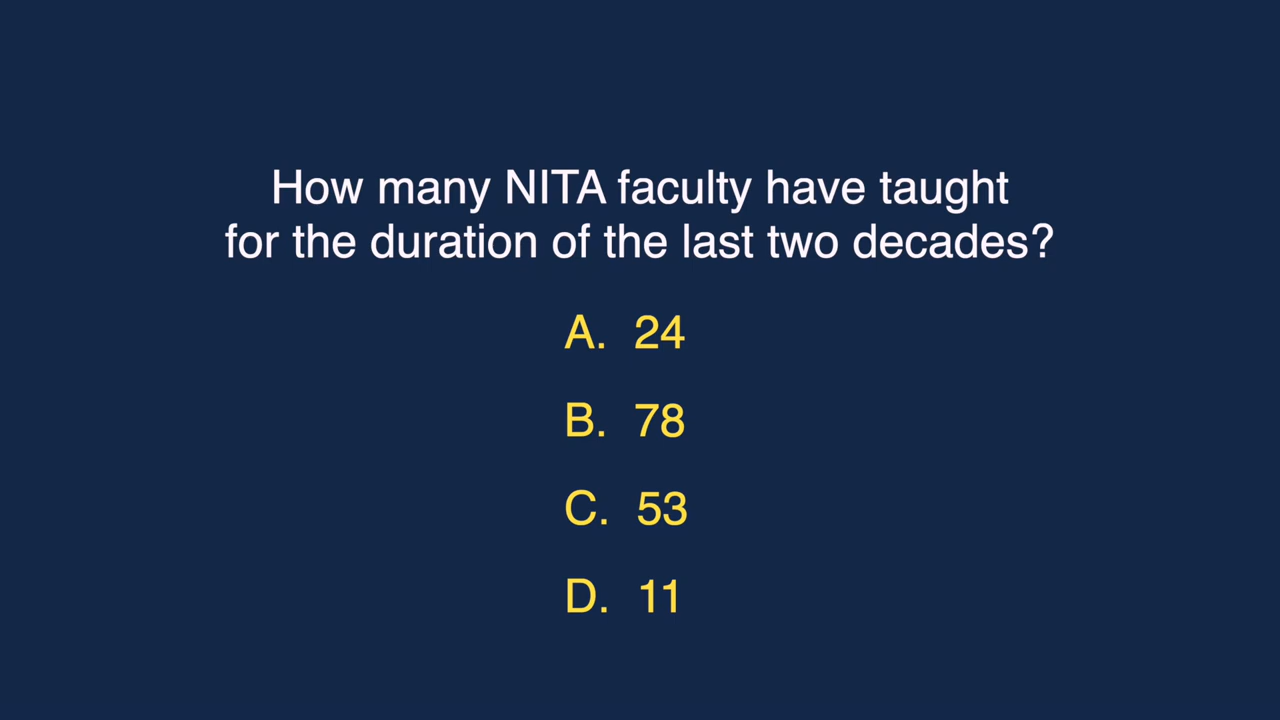 How many NITA faculty have taught
for the duration of the last two decades?
A. 24
B. 78
C. 53
D. 11